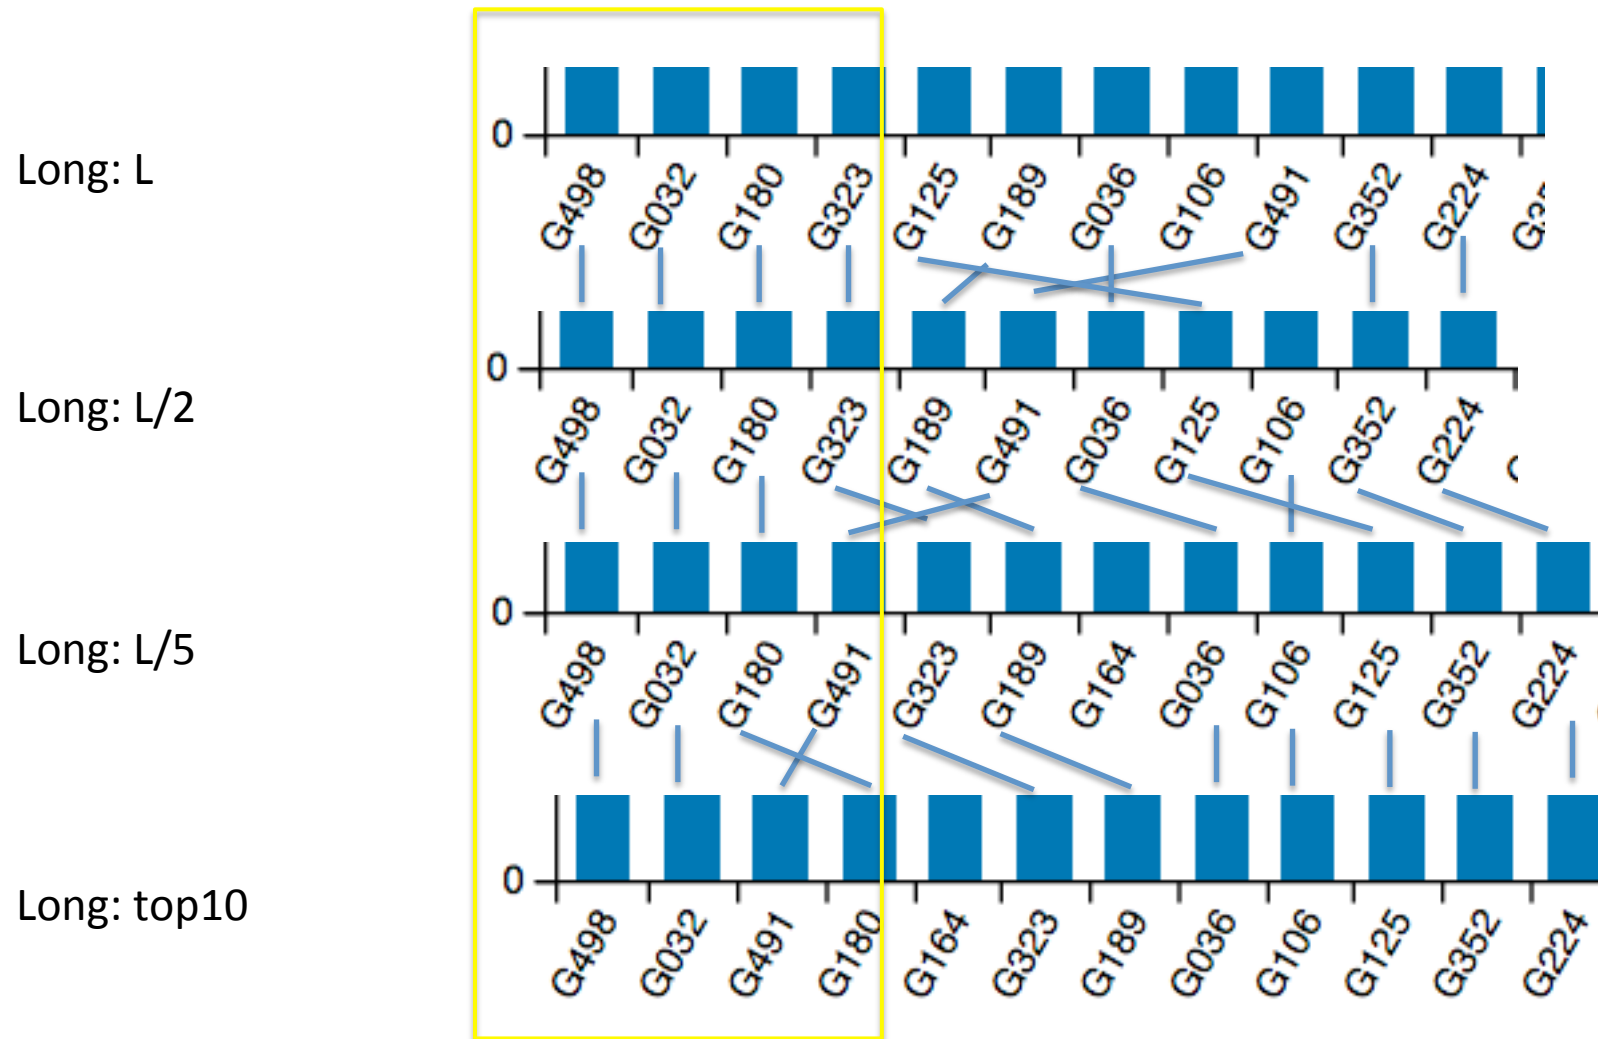 0
Long: L
G498 G032 G180 G323 G125 G189 G036 G106 G491 G352 G224
0
Long: L/2
G498 G032 G180 G323 G189 G491 G036 G125 G106 G352 G224
0
Long: L/5
G498 G032 G180 G491 G323 G189 G164 G036 G106 G125 G352 G224
0
Long: top10
G498 G032 G491 G180 G164 G323 G189 G036 G106 G125 G352 G224